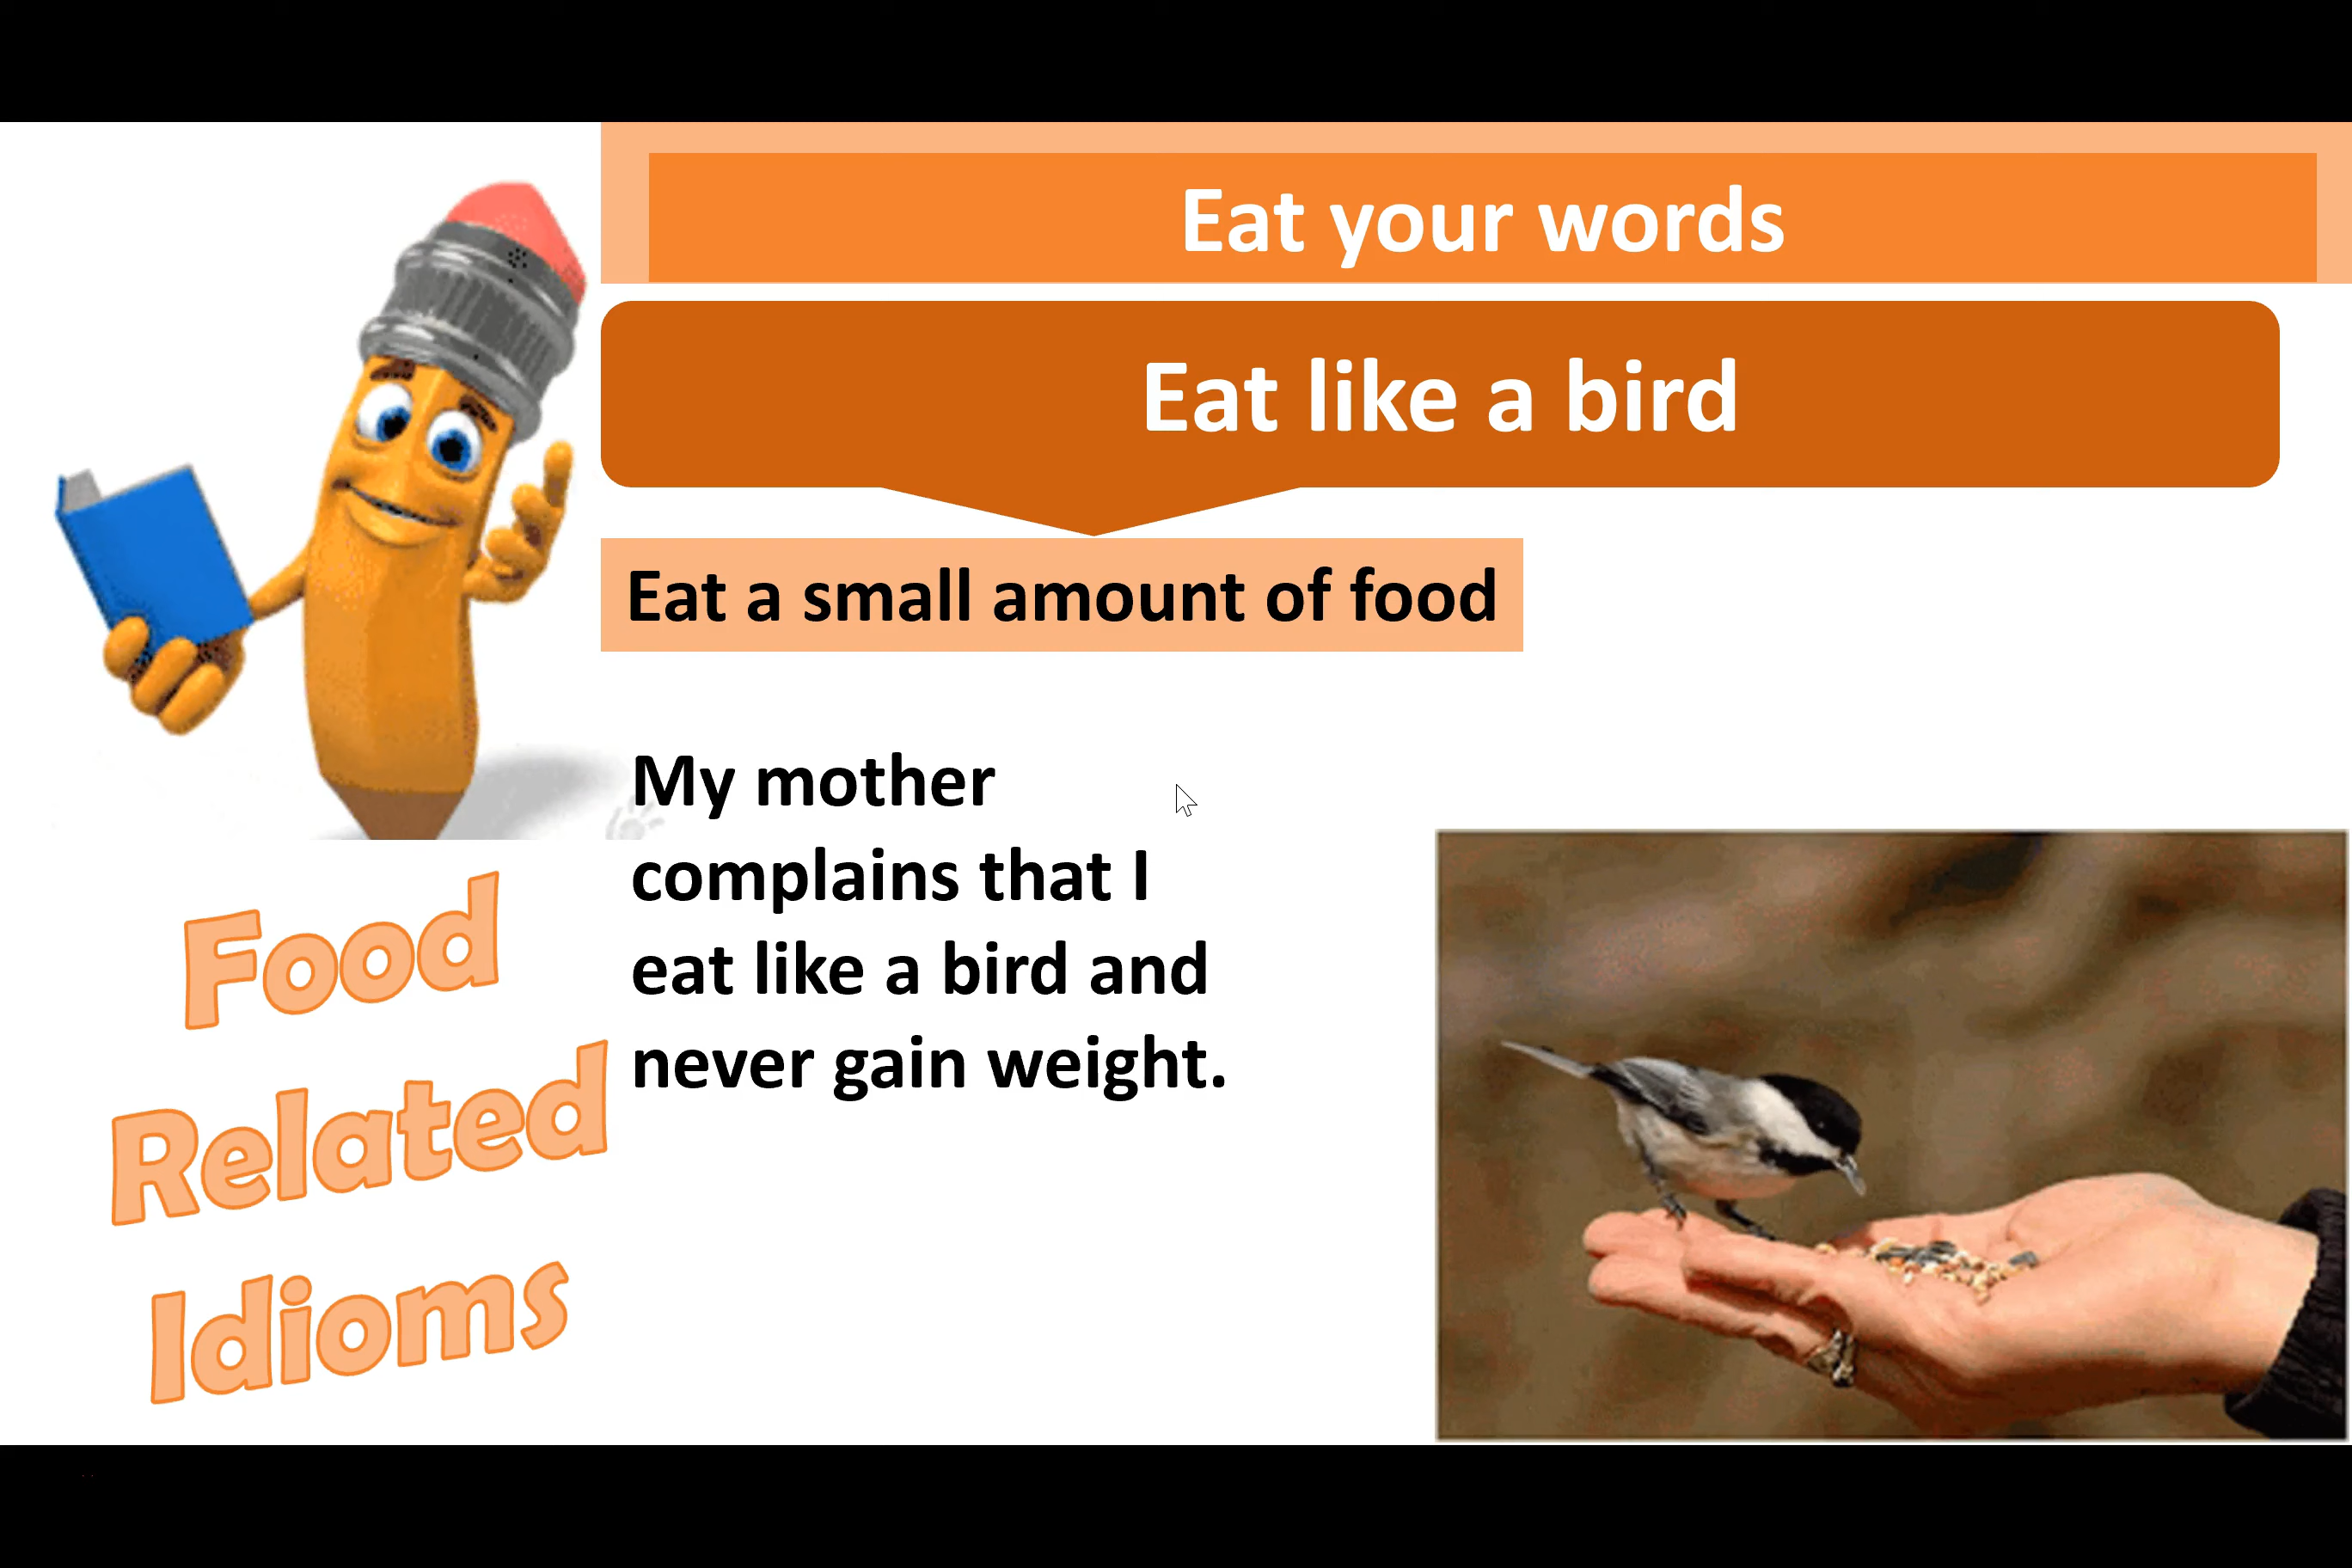 Eat your words
Eat like a bird
Eat a small amount of food
My mother
complains that I
eat like a bird and
never gain weight.
Food
Related
Idioms